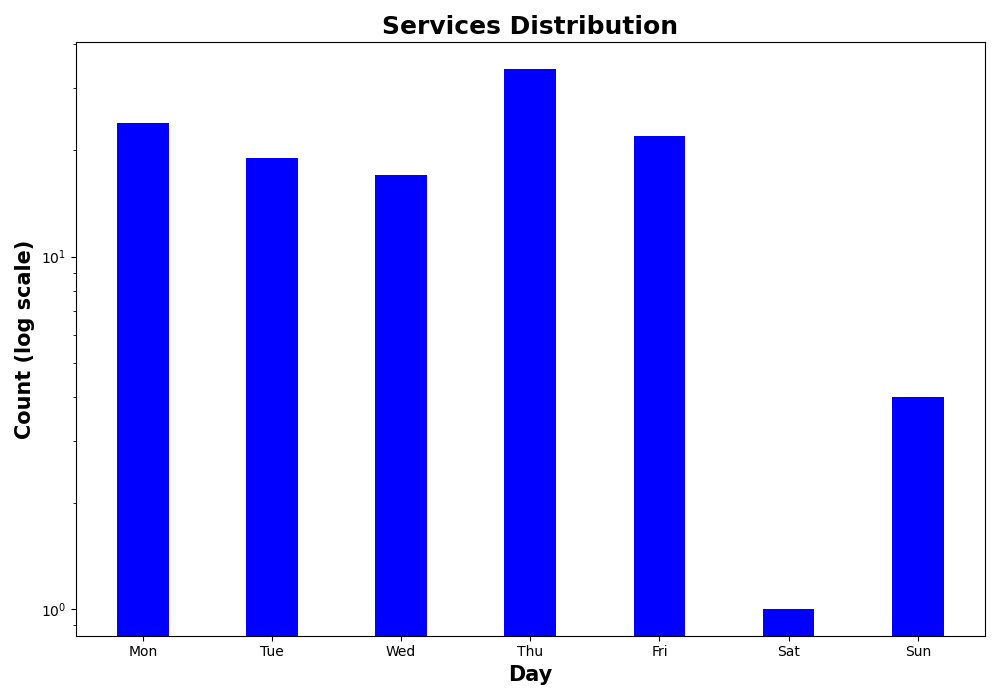 Services Distribution
Count (log scale)
10¹
10⁰
Mon Tue Wed Thu Fri Sat Sun
Day